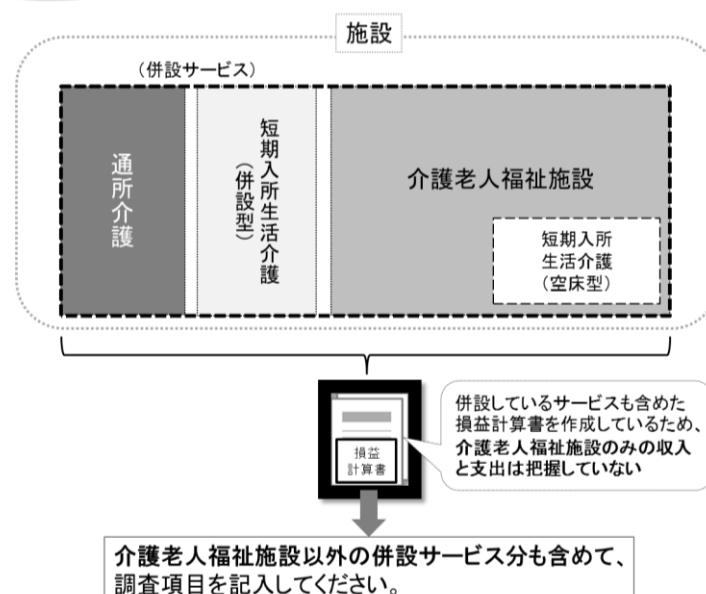 施設
（併設サービス）
通所介護
短期入所生活介護
（併設型）
介護老人福祉施設
短期入所
生活介護
（空床型）
損益
計算書
併設しているサービスも含めた
損益計算書を作成しているため、
介護老人福祉施設のみの収入
と支出は把握していない
介護老人福祉施設以外の併設サービス分も含めて、
調査項目を記入してください。